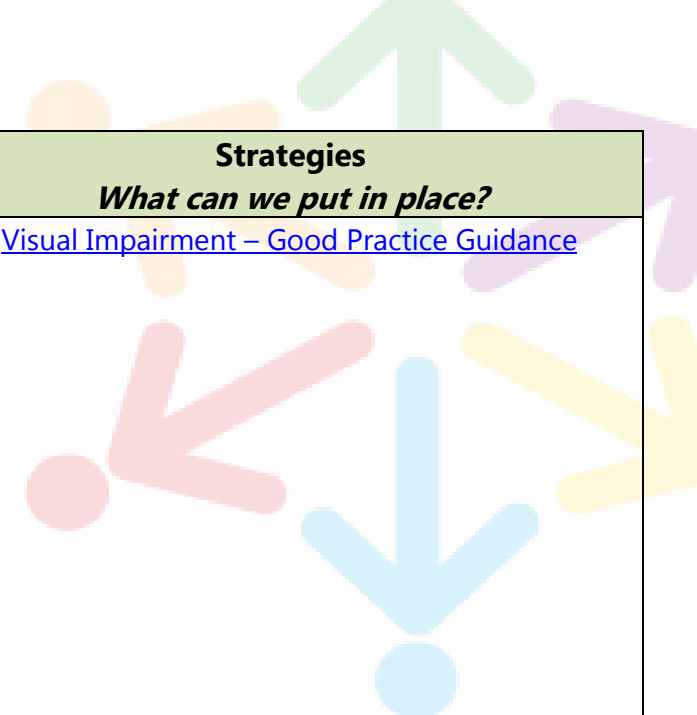 Strategies
What can we put in place?
Visual Impairment – Good Practice Guidance